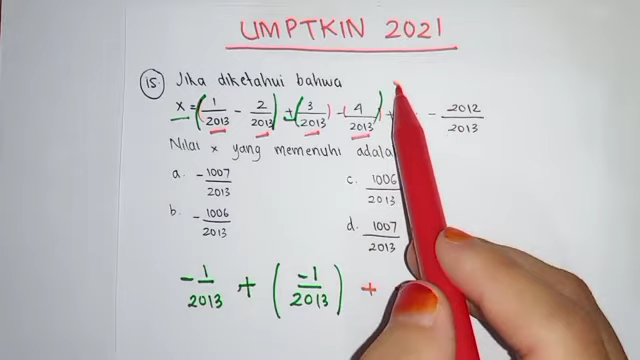 UMPTKIN 2021
15. Jika diketahui bahwa
x = (1/2013 - 2/2013) + (3/2013 - 4/2013) + - 2012/2013
Nilai x yang memenuhi adala
a. -1007/2013
c. 1006/2013
b. -1006/2013
d. 1007/2013
-1/2013 + (-1/2013) +